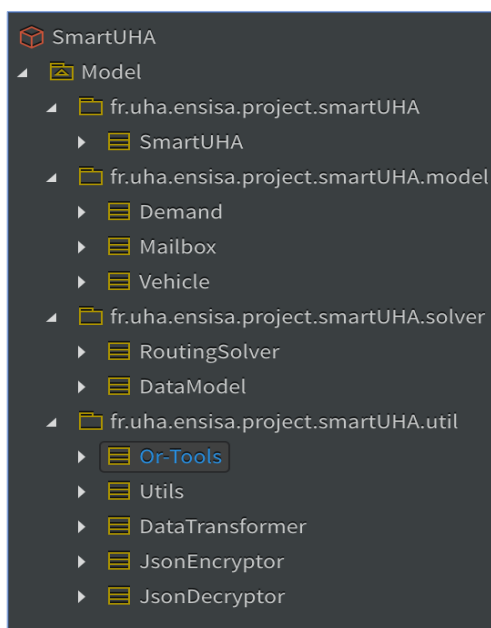 SmartUHA
Model
fr.uha.ensisa.project.smartUHA
SmartUHA
fr.uha.ensisa.project.smartUHA.model
Demand
Mailbox
Vehicle
fr.uha.ensisa.project.smartUHA.solver
RoutingSolver
DataModel
fr.uha.ensisa.project.smartUHA.util
Or-Tools
Utils
DataTransformer
JsonEncryptor
JsonDecryptor